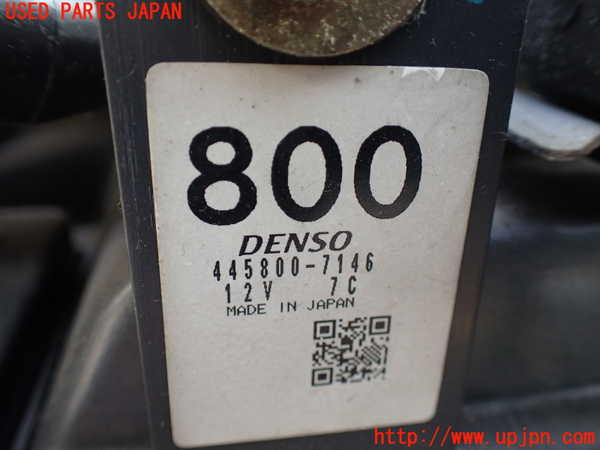 USED PARTS JAPAN
800
DENSO
445800-7146
12V 7C
MADE IN JAPAN
http://www.upjpn.com/